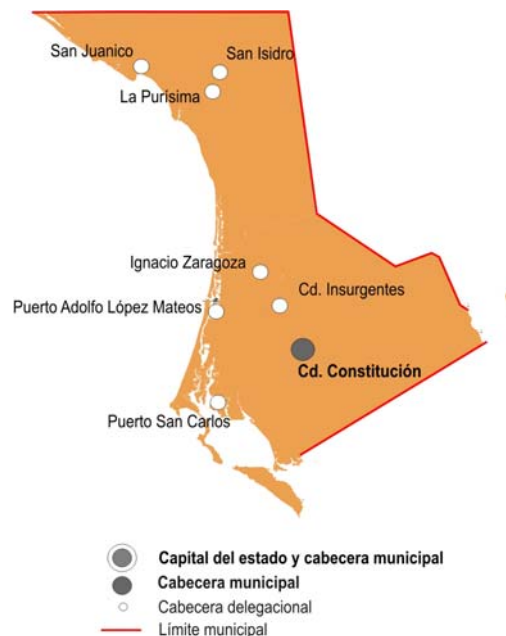 San Juanico
San Isidro
La Purísima
Ignacio Zaragoza
Cd. Insurgentes
Puerto Adolfo López Mateos
Cd. Constitución
Puerto San Carlos
Capital del estado y cabecera municipal
Cabecera municipal
Cabecera delegacional
Límite municipal